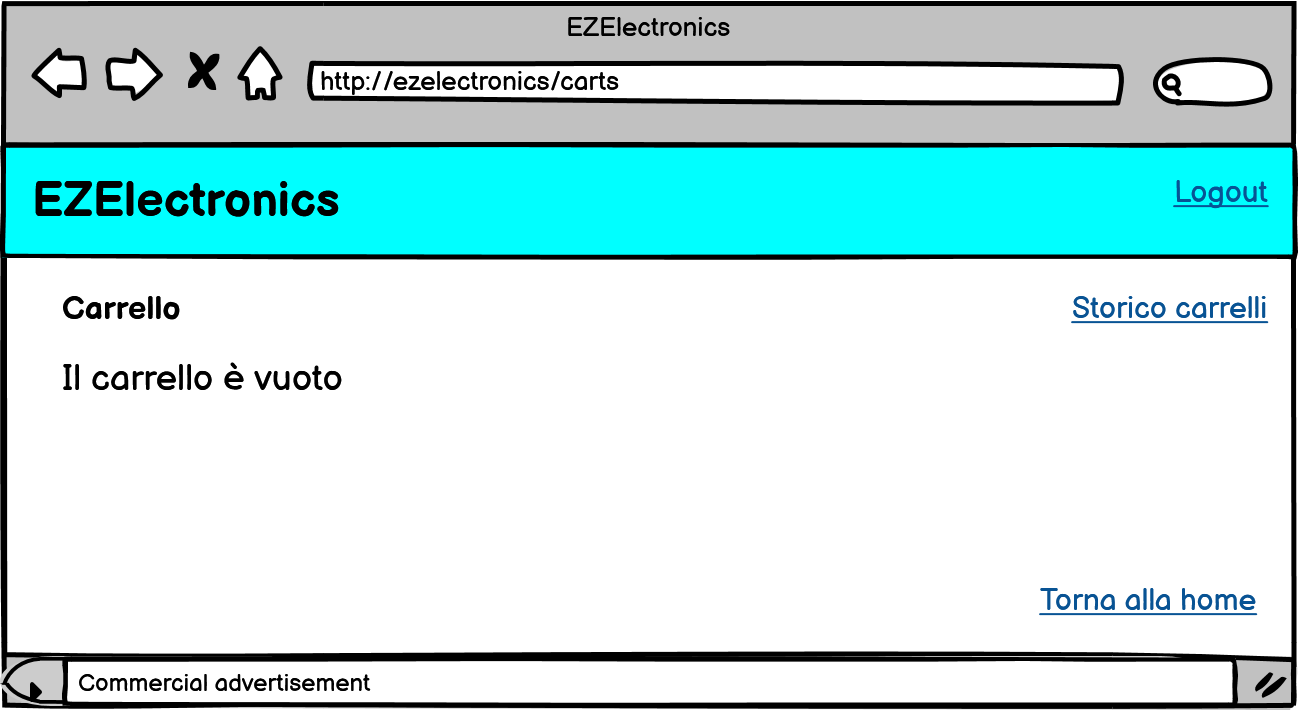 EZElectronics
http://ezelectronics/carts
EZElectronics
Logout
Carrello
Storico carrelli
Il carrello è vuoto
Torna alla home
Commercial advertisement